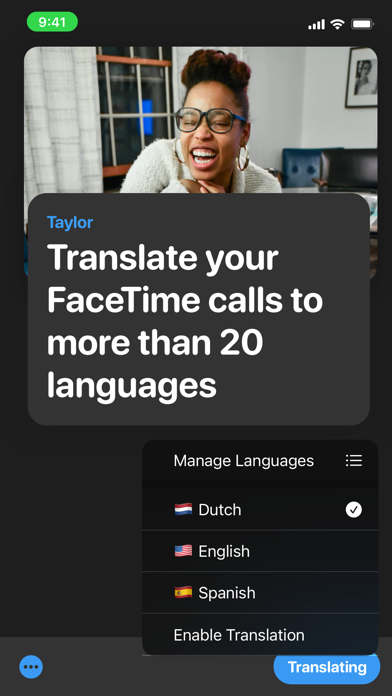 9:41
Taylor
Translate your
FaceTime calls to
more than 20
languages
Manage Languages
Dutch
English
Spanish
Enable Translation
Translating